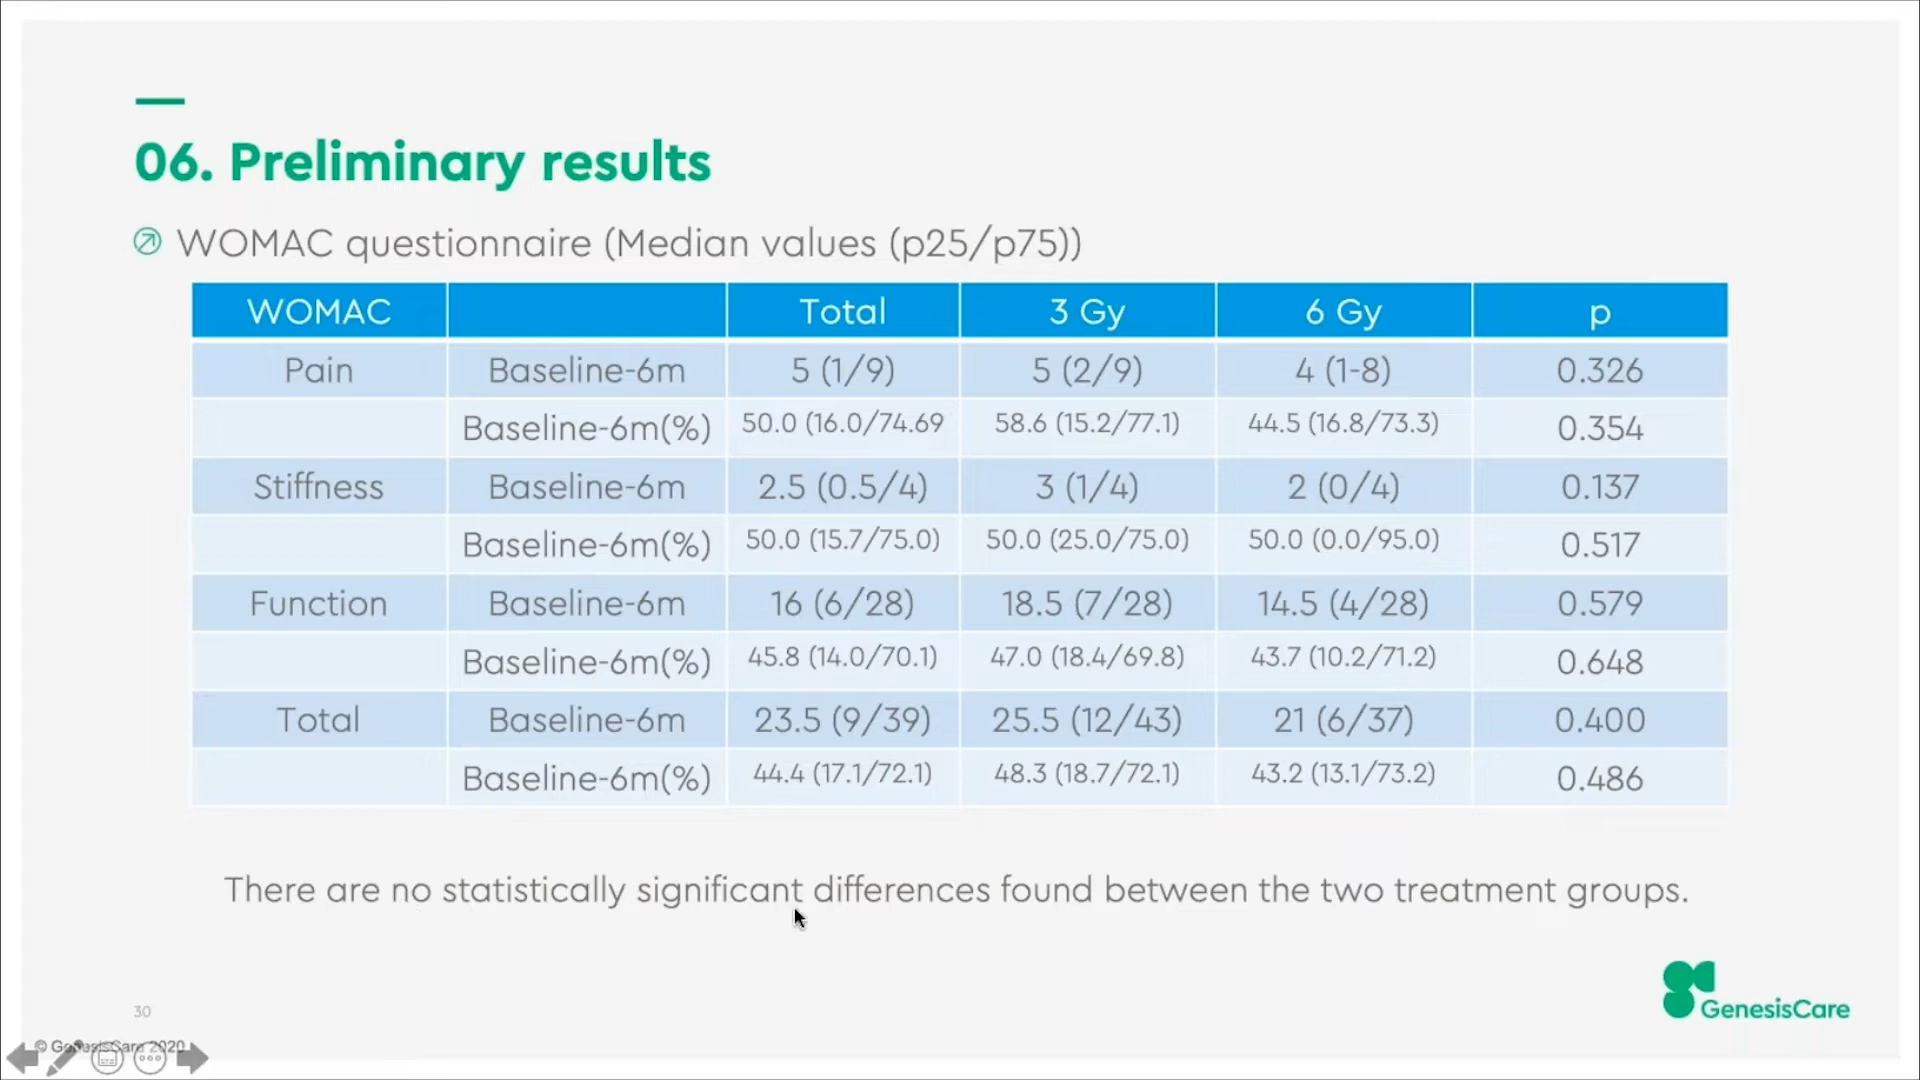 06. Preliminary results
WOMAC questionnaire (Median values (p25/p75))
WOMAC Total 3 Gy 6 Gy p
Pain Baseline-6m 5 (1/9) 5 (2/9) 4 (1-8) 0.326
Baseline-6m(%) 50.0 (16.0/74.69 58.6 (15.2/77.1) 44.5 (16.8/73.3) 0.354
Stiffness Baseline-6m 2.5 (0.5/4) 3 (1/4) 2 (0/4) 0.137
Baseline-6m(%) 50.0 (15.7/75.0) 50.0 (25.0/75.0) 50.0 (0.0/95.0) 0.517
Function Baseline-6m 16 (6/28) 18.5 (7/28) 14.5 (4/28) 0.579
Baseline-6m(%) 45.8 (14.0/70.1) 47.0 (18.4/69.8) 43.7 (10.2/71.2) 0.648
Total Baseline-6m 23.5 (9/39) 25.5 (12/43) 21 (6/37) 0.400
Baseline-6m(%) 44.4 (17.1/72.1) 48.3 (18.7/72.1) 43.2 (13.1/73.2) 0.486
There are no statistically significant differences found between the two treatment groups.
GenesisCare
30
© GenesisCare 2020